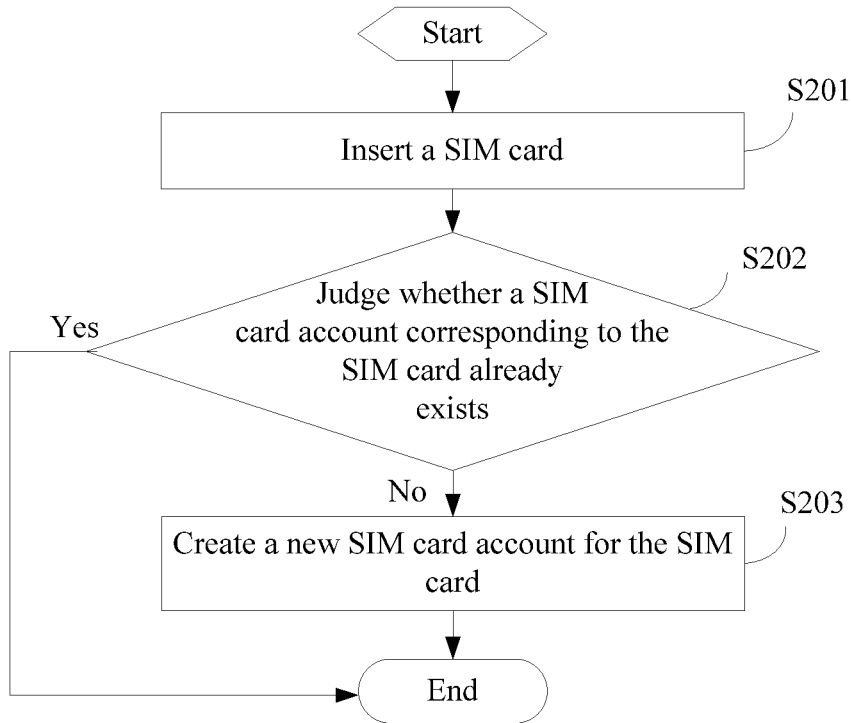 Start
S201
Insert a SIM card
S202
Judge whether a SIM
card account corresponding to the
SIM card already
exists
Yes
No
S203
Create a new SIM card account for the SIM
card
End